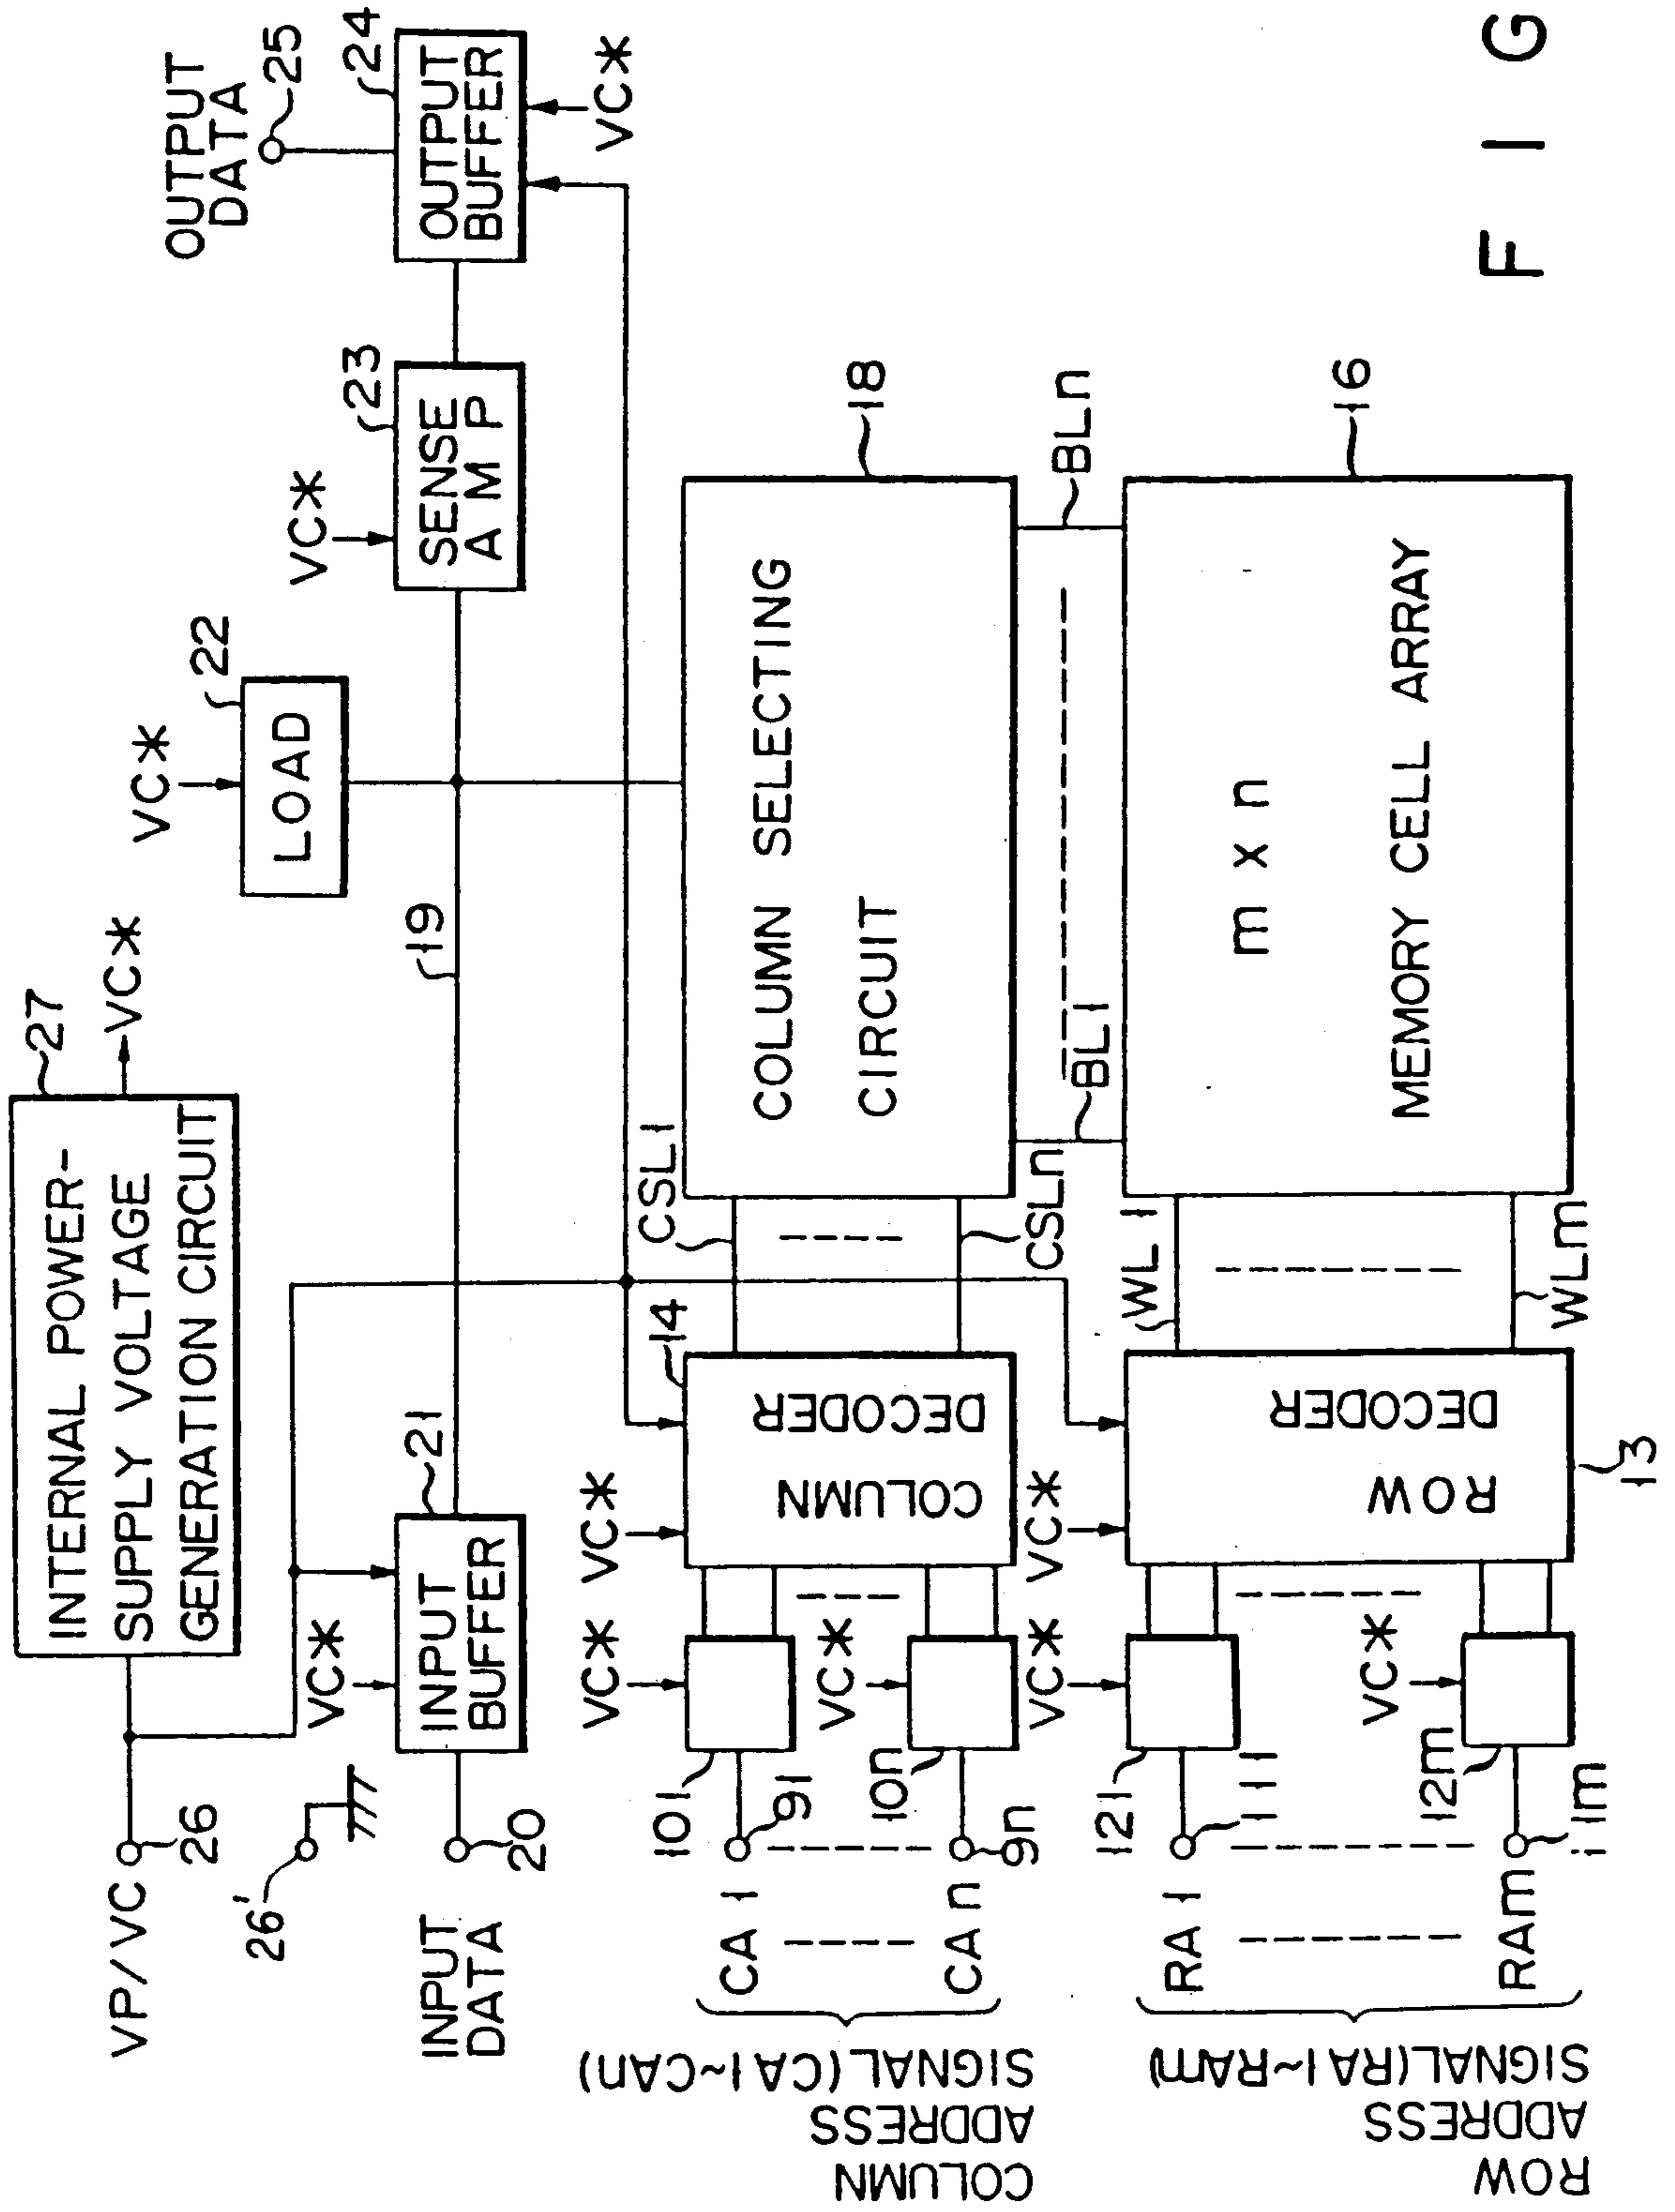 INTERNAL POWER-
SUPPLY VOLTAGE
GENERATION CIRCUIT
27
VC*
VP/VC
26
26'
VC*
LOAD
22
OUTPUT
DATA
25
VC*
INPUT
BUFFER
21
INPUT
DATA
20
19
VC*
SENSE
AMP
23
OUTPUT
BUFFER
24
VC*
COLUMN
ADDRESS
SIGNAL (CA1~CAn)
CA1
CAn
91
9n
101
10n
VC*
VC*
VC*
COLUMN
DECODER
14
CSL1
CSLn
COLUMN SELECTING
CIRCUIT
18
BL1
BLn
ROW
ADDRESS
SIGNAL (RA1~RAm)
RA1
RAm
111
11m
121
12m
VC*
VC*
VC*
ROW
DECODER
13
WL1
WLm
m x n
MEMORY CELL ARRAY
16
FIG